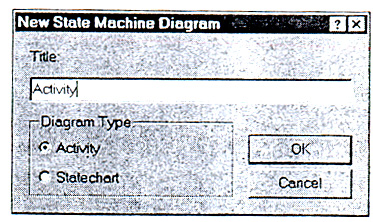 New State Machine Diagram
Title:
Activity
Diagram Type
Activity
Statechart
OK
Cancel